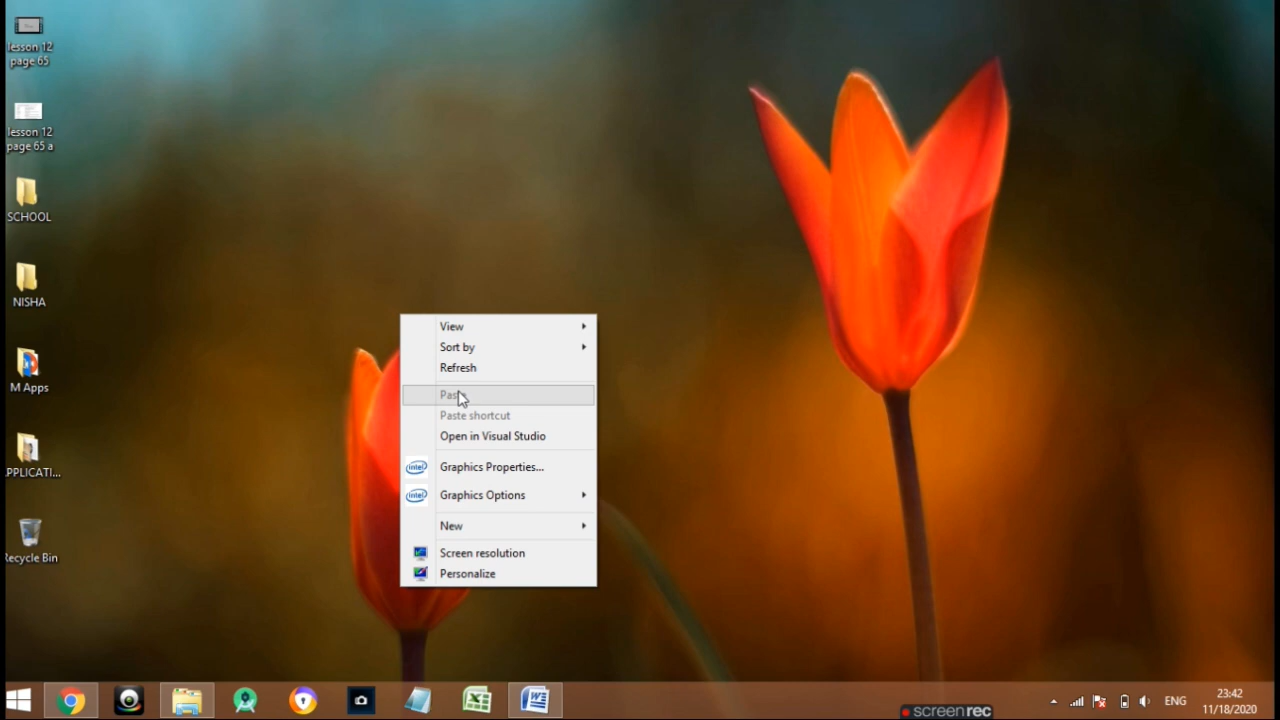 lesson 12
page 65
lesson 12
page 65 a
SCHOOL
NISHA
M Apps
PPLICATI...
Recycle Bin
View
Sort by
Refresh
Paste shortcut
Open in Visual Studio
intel
Graphics Properties...
intel
Graphics Options
New
Screen resolution
Personalize
screenrec
ENG
23:42
11/18/2020